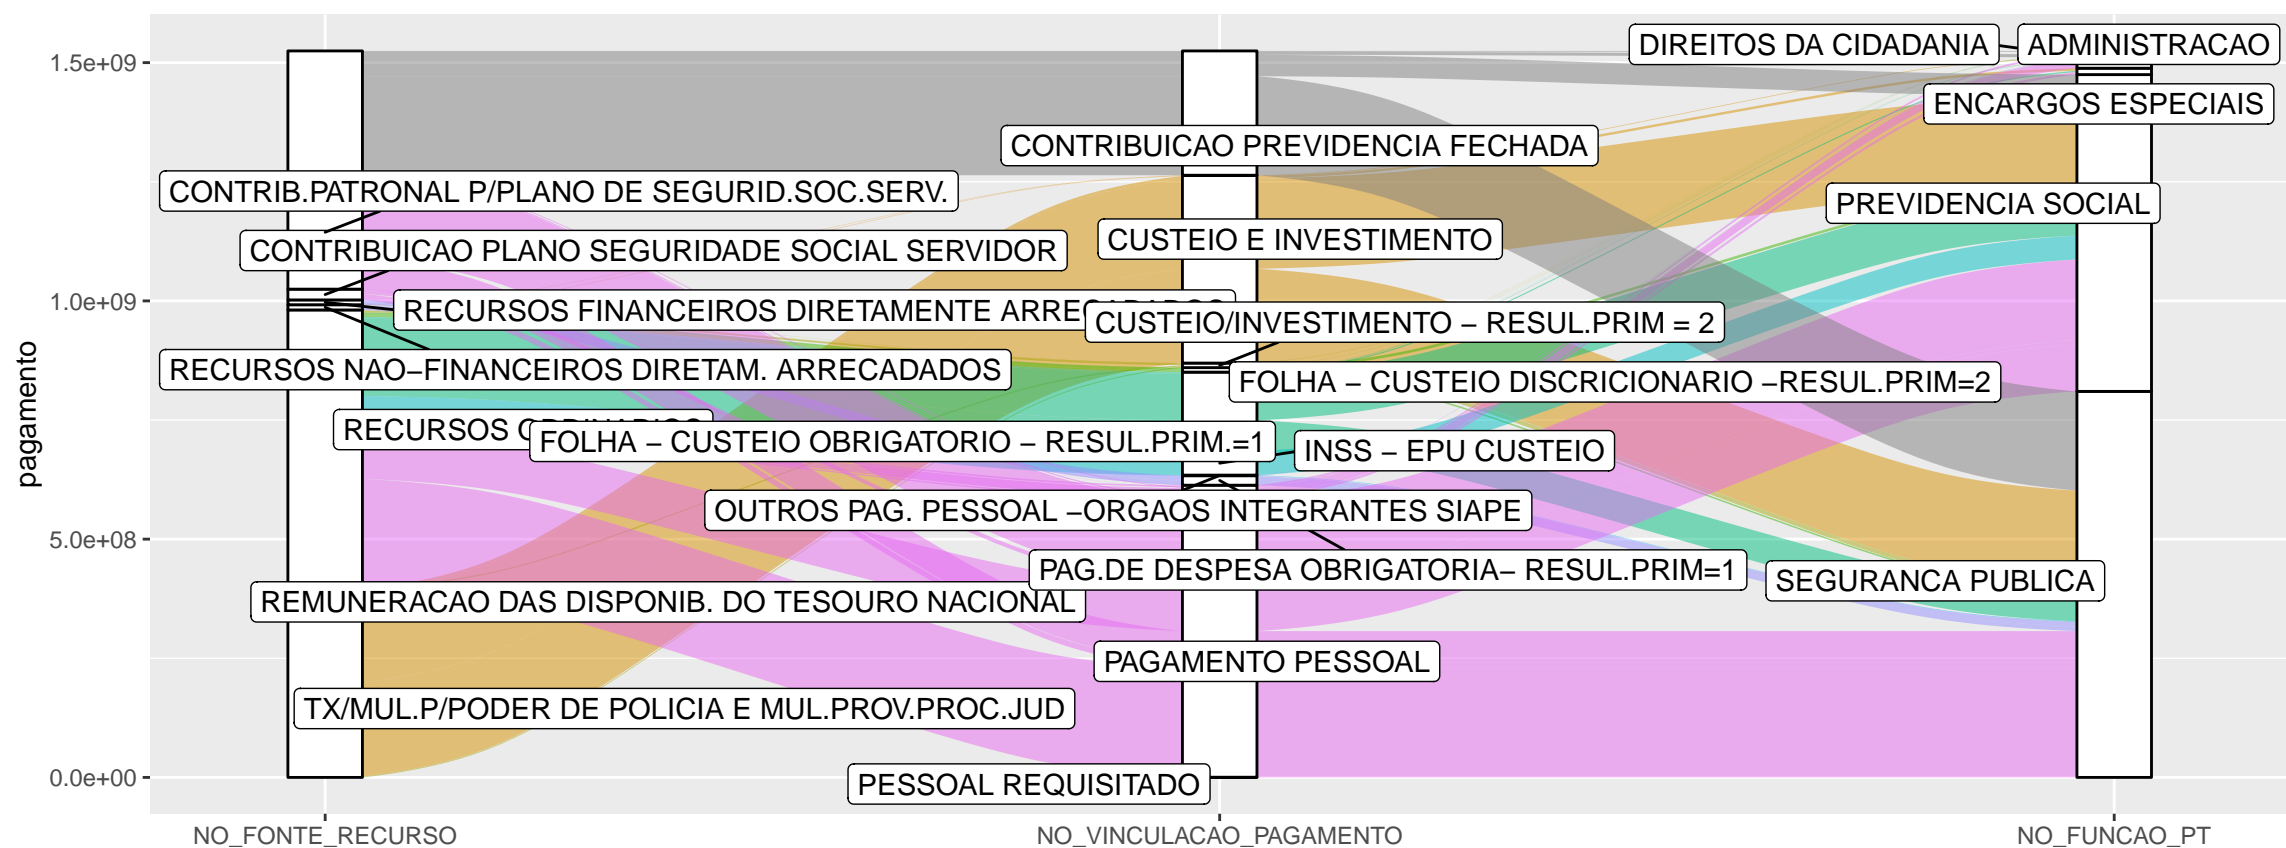 DIREITOS DA CIDADANIA
ADMINISTRACAO
1.5e+09
ENCARGOS ESPECIAIS
CONTRIBUICAO PREVIDENCIA FECHADA
CONTRIB.PATRONAL P/PLANO DE SEGURID.SOC.SERV.
PREVIDENCIA SOCIAL
CONTRIBUICAO PLANO SEGURIDADE SOCIAL SERVIDOR
CUSTEIO E INVESTIMENTO
1.0e+09
RECURSOS FINANCEIROS DIRETAMENTE ARRECADADOS
CUSTEIO/INVESTIMENTO − RESUL.PRIM = 2
RECURSOS NAO−FINANCEIROS DIRETAM. ARRECADADOS
FOLHA − CUSTEIO DISCRICIONARIO −RESUL.PRIM=2
pagamento
RECURSOS ORDINARIOS
FOLHA − CUSTEIO OBRIGATORIO − RESUL.PRIM.=1
INSS − EPU CUSTEIO
OUTROS PAG. PESSOAL −ORGAOS INTEGRANTES SIAPE
5.0e+08
PAG.DE DESPESA OBRIGATORIA− RESUL.PRIM=1
SEGURANCA PUBLICA
REMUNERACAO DAS DISPONIB. DO TESOURO NACIONAL
PAGAMENTO PESSOAL
TX/MUL.P/PODER DE POLICIA E MUL.PROV.PROC.JUD
0.0e+00
PESSOAL REQUISITADO
NO_FONTE_RECURSO
NO_VINCULACAO_PAGAMENTO
NO_FUNCAO_PT